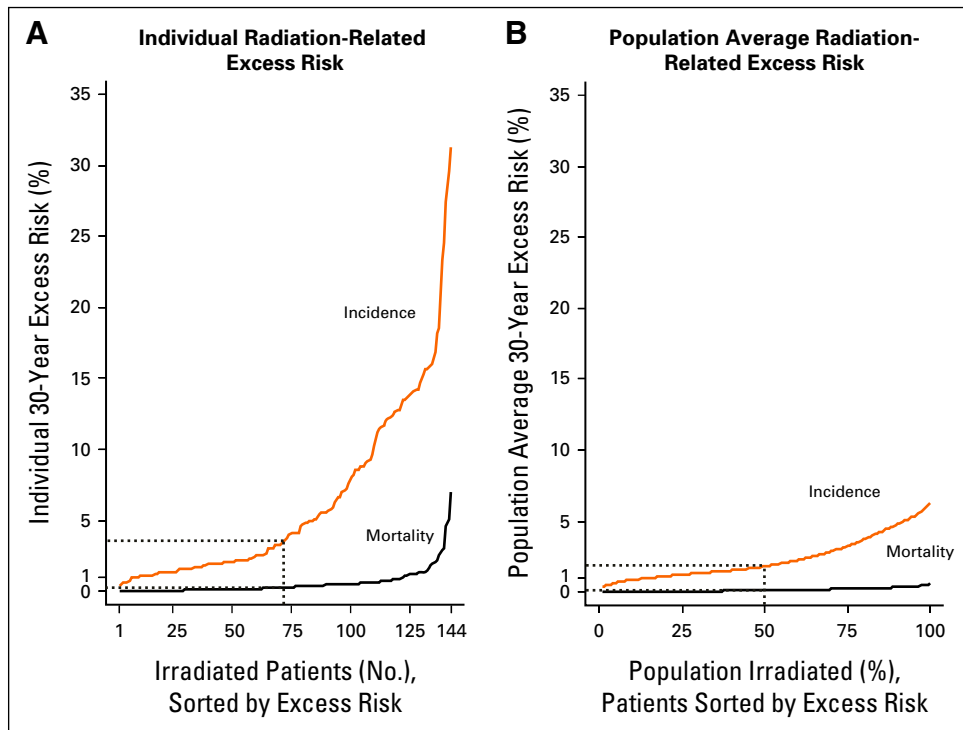 A
Individual Radiation-Related
Excess Risk
Individual 30-Year Excess Risk (%)
35
30
25
20
15
10
5
1
0
Incidence
Mortality
1 25 50 75 100 125 144
Irradiated Patients (No.),
Sorted by Excess Risk
B
Population Average Radiation-
Related Excess Risk
Population Average 30-Year Excess Risk (%)
35
30
25
20
15
10
5
1
0
Incidence
Mortality
0 25 50 75 100
Population Irradiated (%),
Patients Sorted by Excess Risk